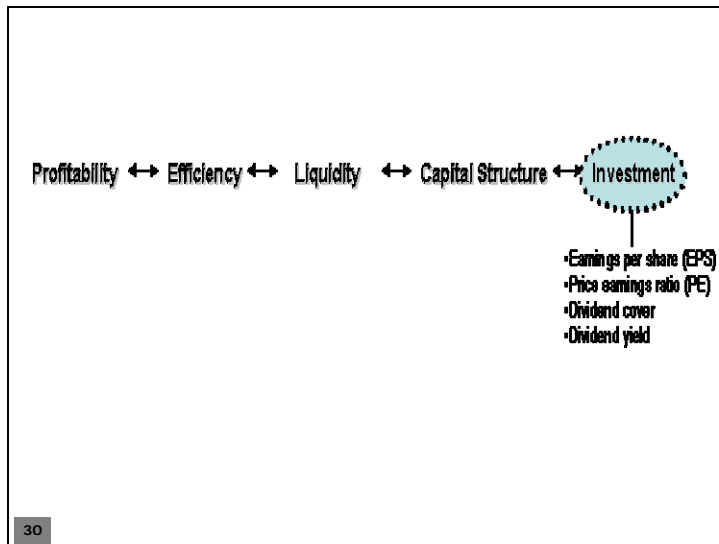 Profitability ↔ Efficiency ↔ Liquidity ↔ Capital Structure ↔ Investment
•Earnings per share (EPS)
•Price earnings ratio (PE)
•Dividend cover
•Dividend yield
30